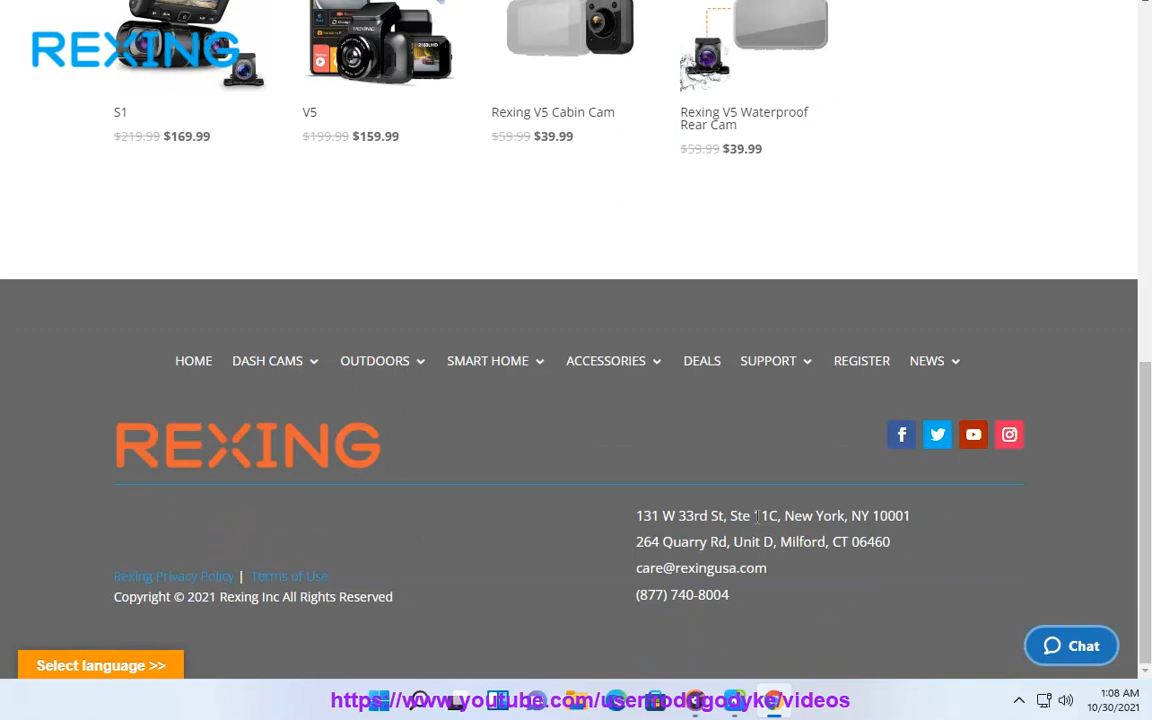 REXING
S1
$219.99 $169.99
V5
$199.99 $159.99
Rexing V5 Cabin Cam
$59.99 $39.99
Rexing V5 Waterproof
Rear Cam
$59.99 $39.99
HOME DASH CAMS OUTDOORS SMART HOME ACCESSORIES DEALS SUPPORT REGISTER NEWS
REXING
131 W 33rd St, Ste 11C, New York, NY 10001
264 Quarry Rd, Unit D, Milford, CT 06460
care@rexingusa.com
(877) 740-8004
Rexing Privacy Policy | Terms of Use
Copyright © 2021 Rexing Inc All Rights Reserved
Chat
Select language >>
https://www.youtube.com/user/rodrigodyke/videos
1:08 AM
10/30/2021